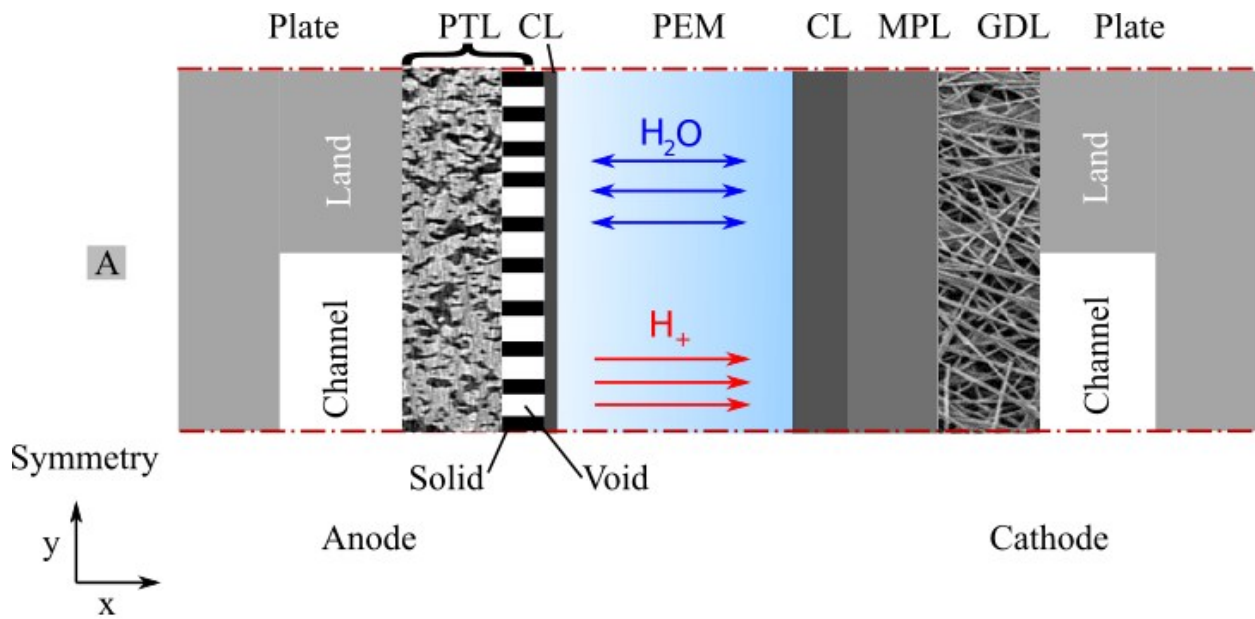 Plate PTL CL PEM CL MPL GDL Plate
H₂O
Land Land
A
H₊
Channel Channel
Symmetry
Solid Void
y
Anode Cathode
x